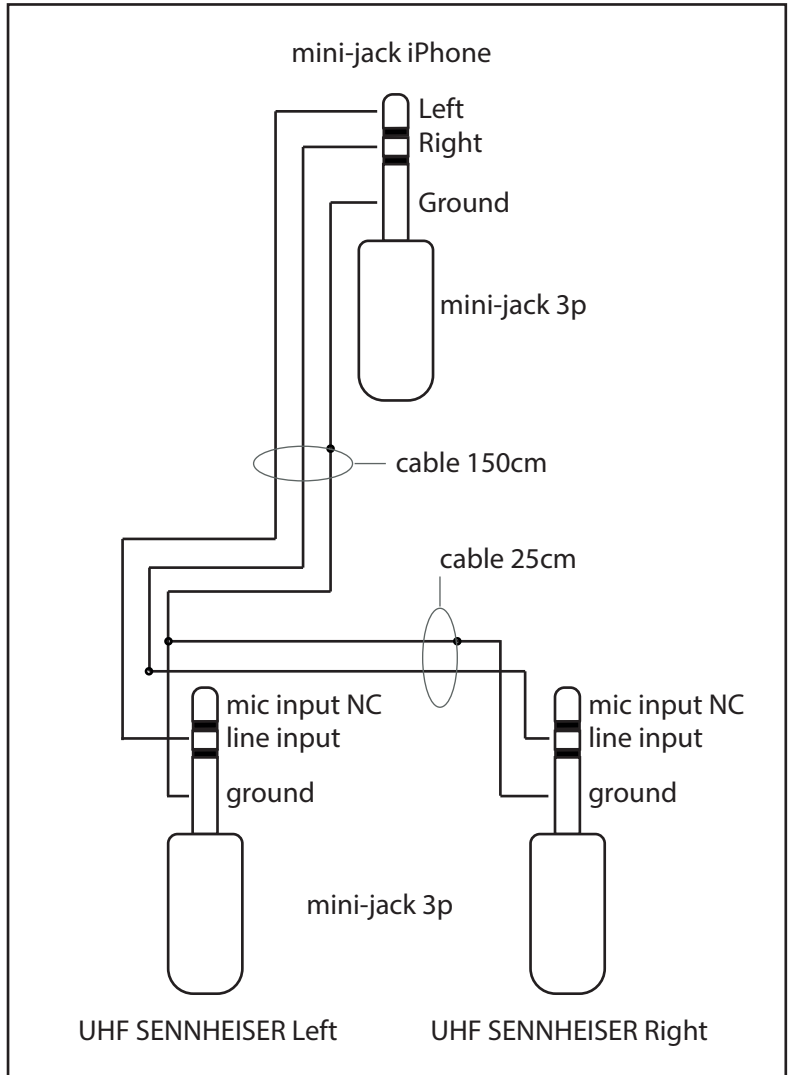 mini-jack iPhone
Left
Right
Ground
mini-jack 3p
cable 150cm
cable 25cm
mic input NC
line input
ground
mic input NC
line input
ground
mini-jack 3p
UHF SENNHEISER Left
UHF SENNHEISER Right